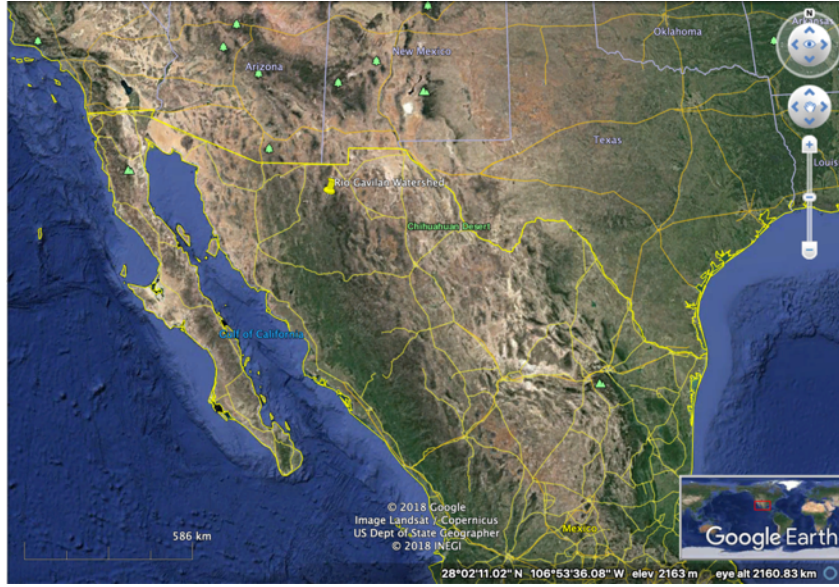 N
Arkansas
Oklahoma
New Mexico
Arizona
Texas
Louis
Rio Gavilan Watershed
Chihuahuan Desert
Gulf of California
© 2018 Google
Image Landsat / Copernicus
US Dept of State Geographer
© 2018 INEGI
586 km
Mexico
Google Earth
28°02'11.02" N 106°53'36.08" W elev 2163 m eye alt 2160.83 km